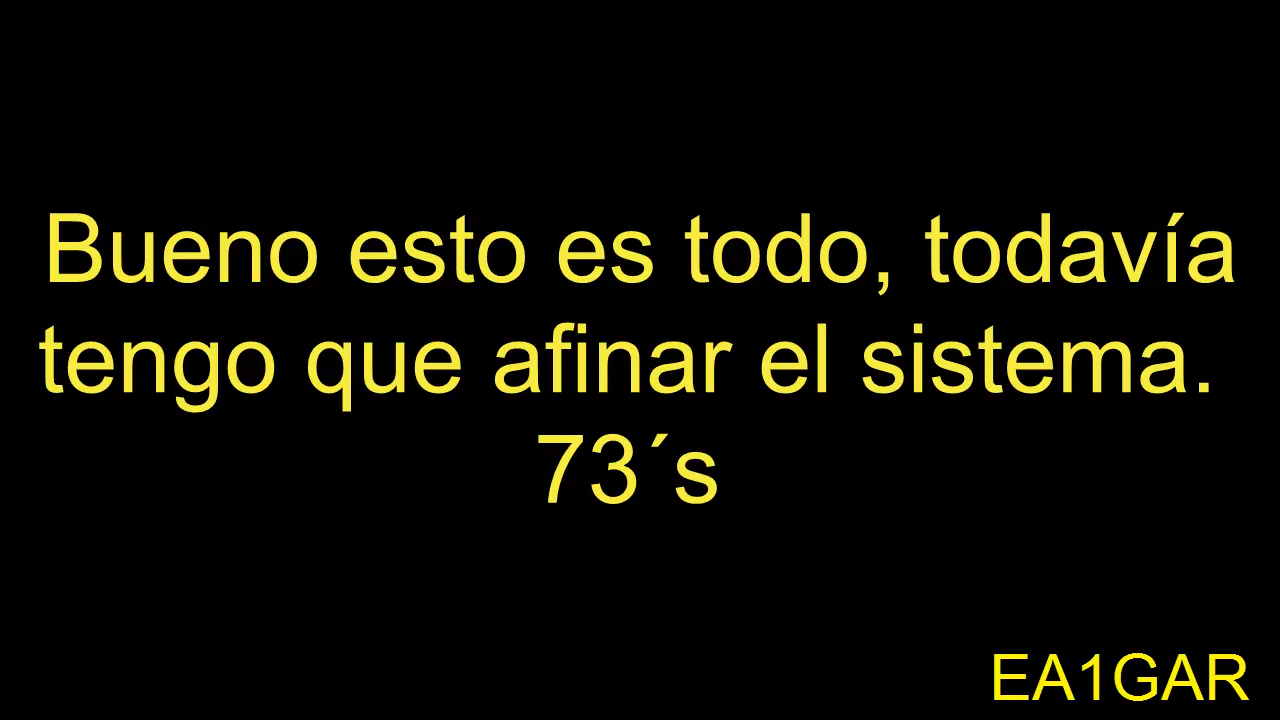 Bueno esto es todo, todavía
tengo que afinar el sistema.
73´s
EA1GAR